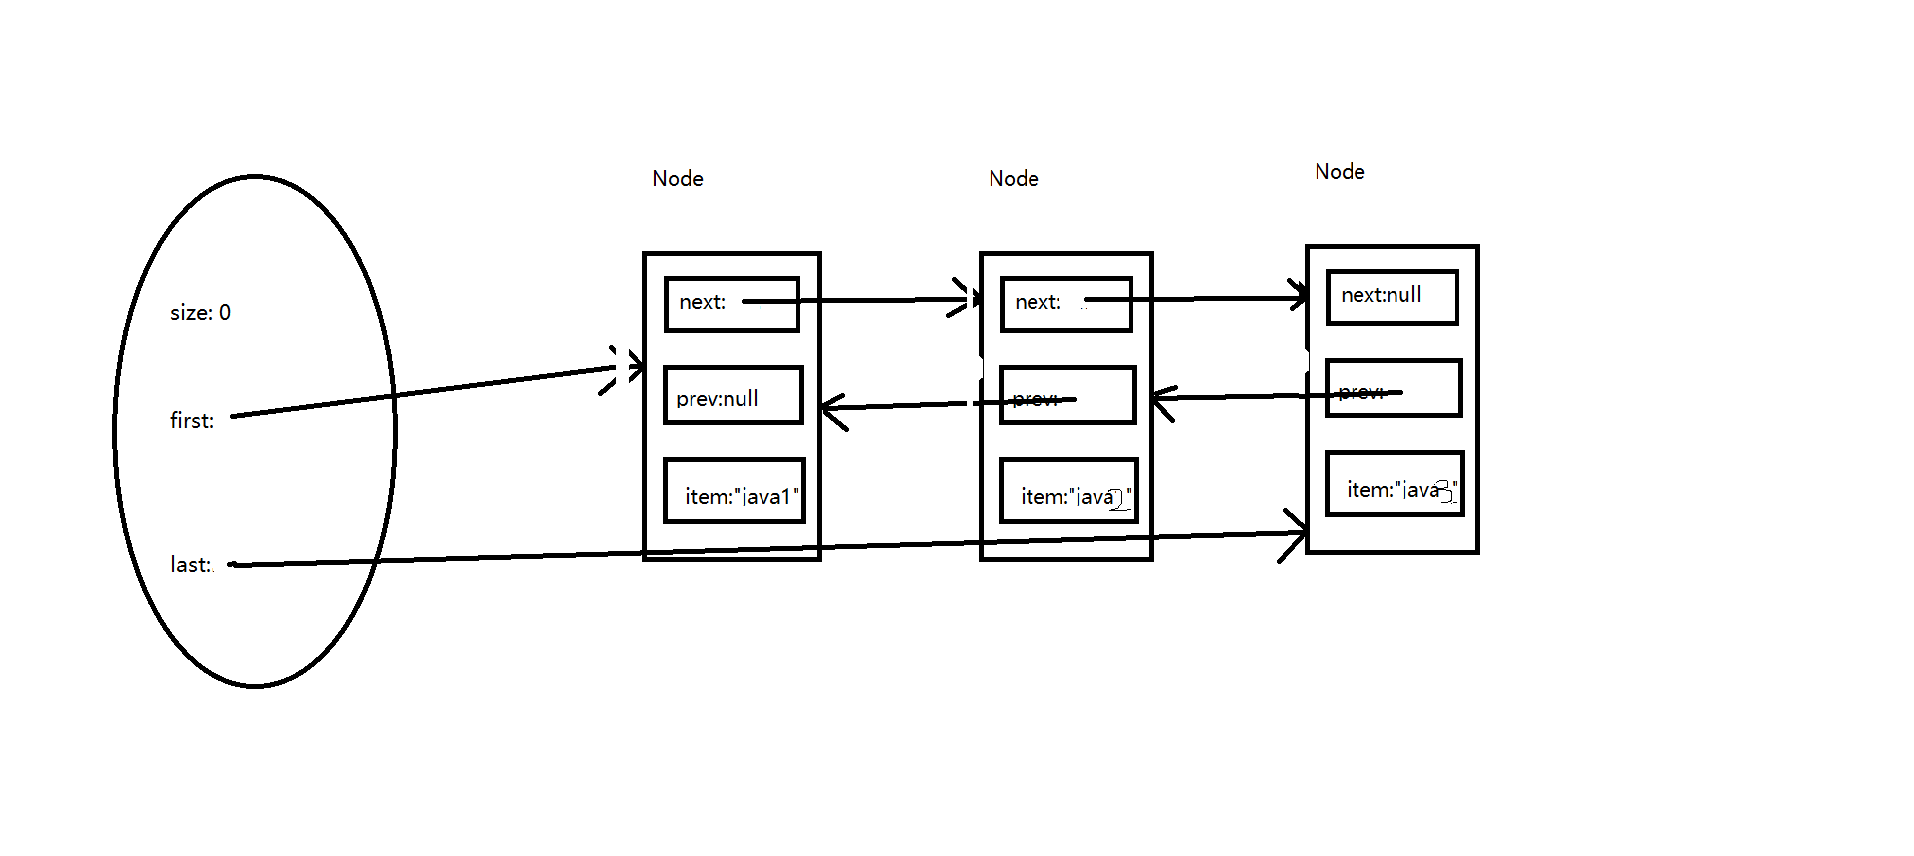 Node
Node
Node
size: 0
first:
last:
next:
prev:null
item:"java1"
next:
prev:
item:"java2"
next:null
prev:
item:"java3"